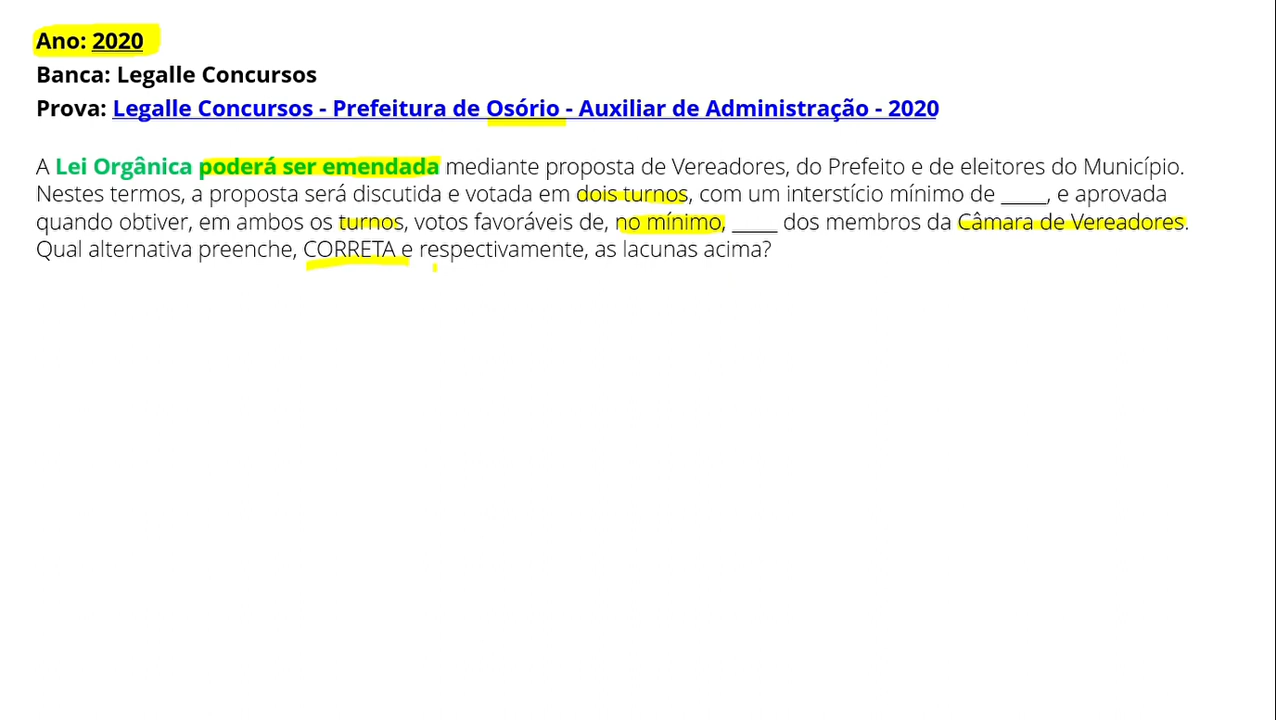 Ano: 2020
Banca: Legalle Concursos
Prova: Legalle Concursos - Prefeitura de Osório - Auxiliar de Administração - 2020
A Lei Orgânica poderá ser emendada mediante proposta de Vereadores, do Prefeito e de eleitores do Município.
Nestes termos, a proposta será discutida e votada em dois turnos, com um interstício mínimo de _____, e aprovada
quando obtiver, em ambos os turnos, votos favoráveis de, no mínimo, _____ dos membros da Câmara de Vereadores.
Qual alternativa preenche, CORRETA e respectivamente, as lacunas acima?